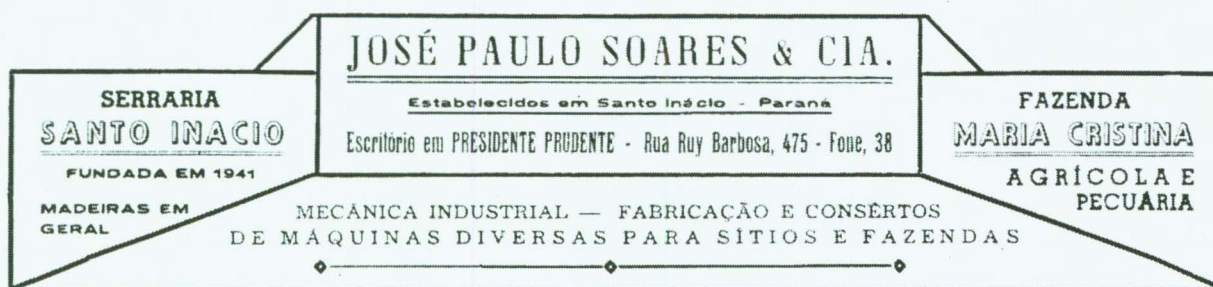 JOSÉ PAULO SOARES & CIA.
Estabelecidos em Santo Inácio - Paraná
Escritório em PRESIDENTE PRUDENTE - Rua Ruy Barbosa, 475 - Fone, 38
SERRARIA
SANTO INACIO
FUNDADA EM 1941
MADEIRAS EM
GERAL
FAZENDA
MARIA CRISTINA
AGRÍCOLA E
PECUÁRIA
MECÂNICA INDUSTRIAL — FABRICAÇÃO E CONSÊRTOS
DE MÁQUINAS DIVERSAS PARA SÍTIOS E FAZENDAS